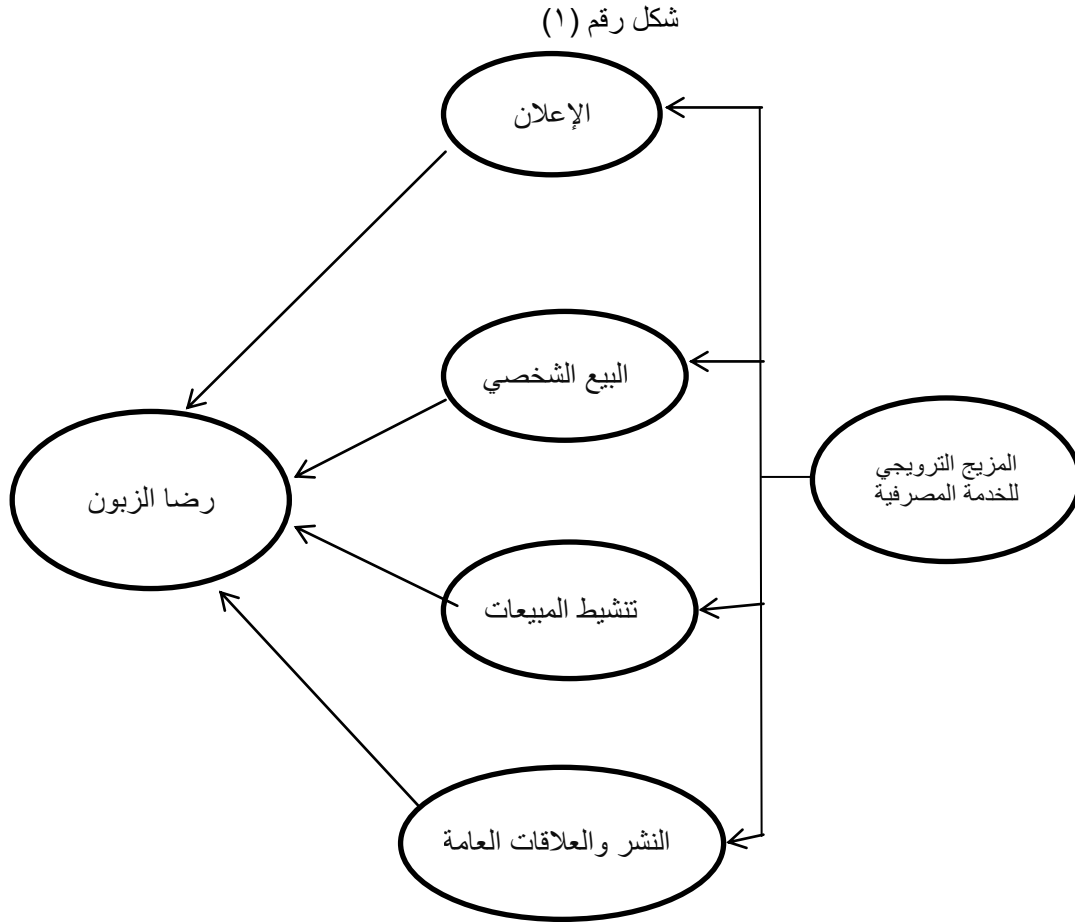 شكل رقم (١)
الإعلان
البيع الشخصي
المزيج الترويجي
للخدمة المصرفية
رضا الزبون
تنشيط المبيعات
النشر والعلاقات العامة